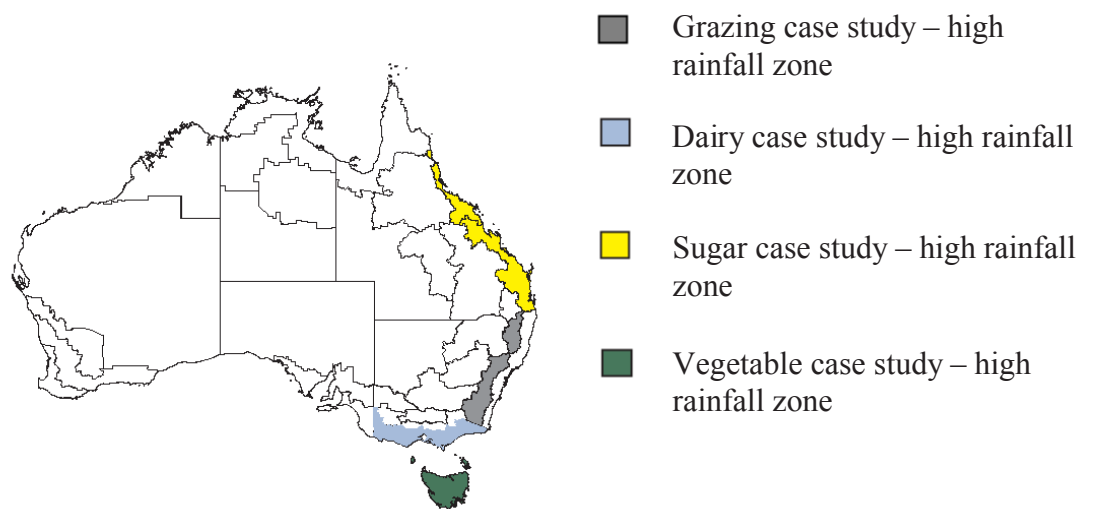 Grazing case study – high
rainfall zone
Dairy case study – high rainfall
zone
Sugar case study – high rainfall
zone
Vegetable case study – high
rainfall zone